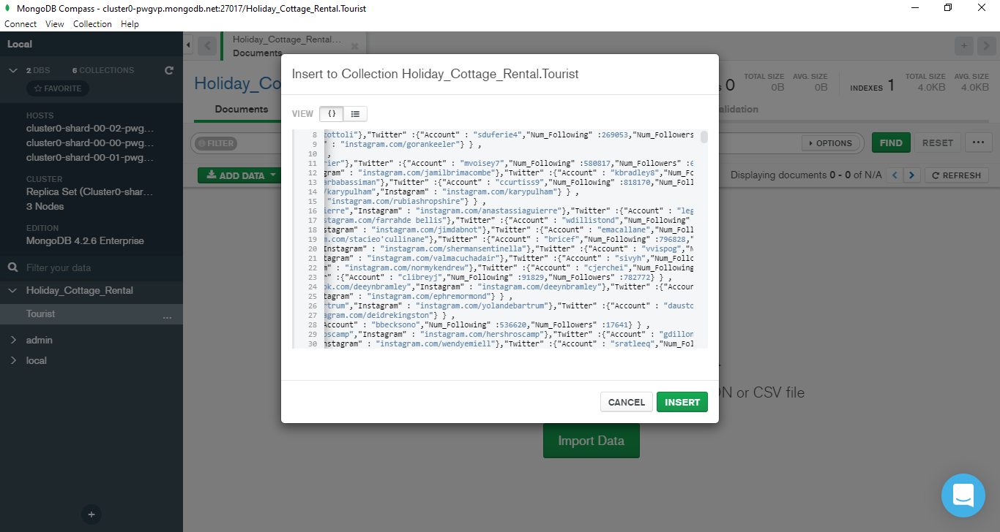 MongoDB Compass - cluster0-pwgvp.mongodb.net:27017/Holiday_Cottage_Rental.Tourist
Connect View Collection Help
Local
2 DBS 6 COLLECTIONS
FAVORITE
HOSTS
cluster0-shard-00-02-pwg...
cluster0-shard-00-00-pwg...
cluster0-shard-00-01-pwg...
CLUSTER
Replica Set (Cluster0-shar...
3 Nodes
EDITION
MongoDB 4.2.6 Enterprise
Filter your data
Holiday_Cottage_Rental
Tourist ...
admin
local
+
Holiday_Cottage_Rental...
Documents
Holiday_Co
S 0 TOTAL SIZE 0B AVG. SIZE 0B INDEXES 1 TOTAL SIZE 4.0KB AVG. SIZE 4.0KB
Documents
alidation
FILTER
OPTIONS FIND RESET ...
ADD DATA
Displaying documents 0 - 0 of N/A < > REFRESH
Insert to Collection Holiday_Cottage_Rental.Tourist
VIEW {}
8 cottoli"},"Twitter" :{"Account" : "sduferie4","Num_Following" :269053,"Num_Followers
9 " : "instagram.com/gorankeeler"} } ,
10 ,
11 rier"},"Twitter" :{"Account" : "mvoisey7","Num_Following" :580817,"Num_Followers" :6
12 gram" : "instagram.com/jamilbrimacombe"},"Twitter" :{"Account" : "kbradley8","Num_Fo
13 arbabassiman"},"Twitter" :{"Account" : "ccurtiss9","Num_Following" :818170,"Num_Foll
14 /karypulham","Instagram" : "instagram.com/karypulham"} } ,
15 "instagram.com/rubiashropshire"} } ,
16 ierre","Instagram" : "instagram.com/anastassiaguierre"},"Twitter" :{"Account" : "leg
17 stagram.com/farrahde bellis"},"Twitter" :{"Account" : "wdillistond","Num_Following"
18 stagram" : "instagram.com/jimdabnot"},"Twitter" :{"Account" : "emacallane","Num_Foll
19 m.com/stacieo'cullinane"},"Twitter" :{"Account" : "bricef","Num_Following" :796828,"
20 Instagram" : "instagram.com/shermansentinella"},"Twitter" :{"Account" : "vvispog","N
21 tagram" : "instagram.com/valmacuchadair"},"Twitter" :{"Account" : "sivyh","Num_Follo
22 m" : "instagram.com/normykendrew"},"Twitter" :{"Account" : "cjerchei","Num_Following
23 " :{"Account" : "clibreyj","Num_Following" :91829,"Num_Followers" :782772} } ,
24 ok.com/deeynbramley","Instagram" : "instagram.com/deeynbramley"},"Twitter" :{"Accour
25 tagram" : "instagram.com/ephremormond"} } ,
26 rtrum","Instagram" : "instagram.com/yolandebartrum"},"Twitter" :{"Account" : "dausto
27 agram.com/deidrekingston"} } ,
28 Account" : "bbecksono","Num_Following" :536620,"Num_Followers" :17641} } ,
29 oscamp","Instagram" : "instagram.com/hershroscamp"},"Twitter" :{"Account" : "gdillon
30 nstagram" : "instagram.com/wendyemiell"},"Twitter" :{"Account" : "sratleeq","Num_Fol
CANCEL INSERT
ON or CSV file
Import Data